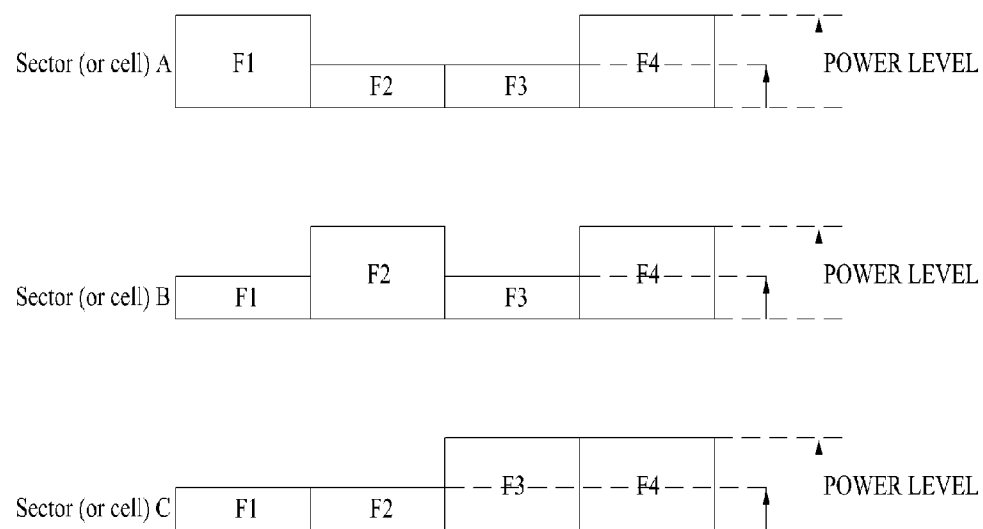 Sector (or cell) A F1 F2 F3 F4 POWER LEVEL
Sector (or cell) B F1 F2 F3 F4 POWER LEVEL
Sector (or cell) C F1 F2 F3 F4 POWER LEVEL